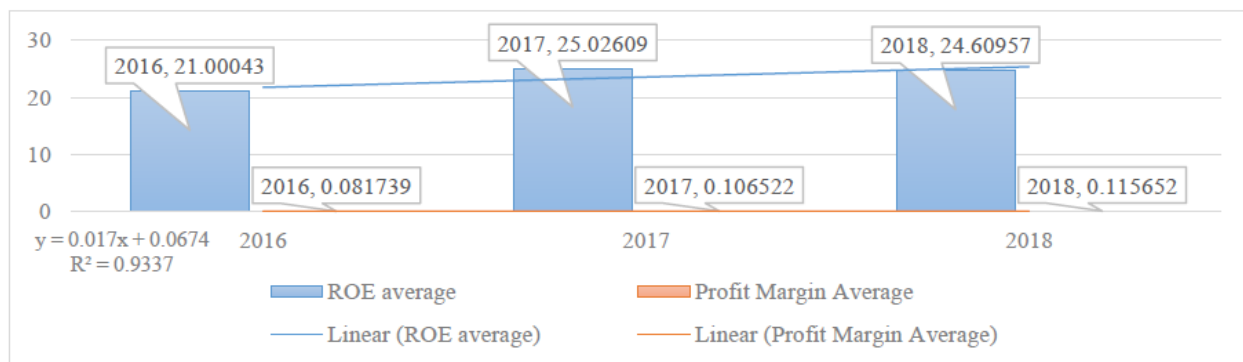 30
2017, 25.02609
2018, 24.60957
2016, 21.00043
20
10
2016, 0.081739
2017, 0.106522
2018, 0.115652
0
y = 0.017x + 0.0674
R² = 0.9337
2016
2017
2018
ROE average
Profit Margin Average
Linear (ROE average)
Linear (Profit Margin Average)